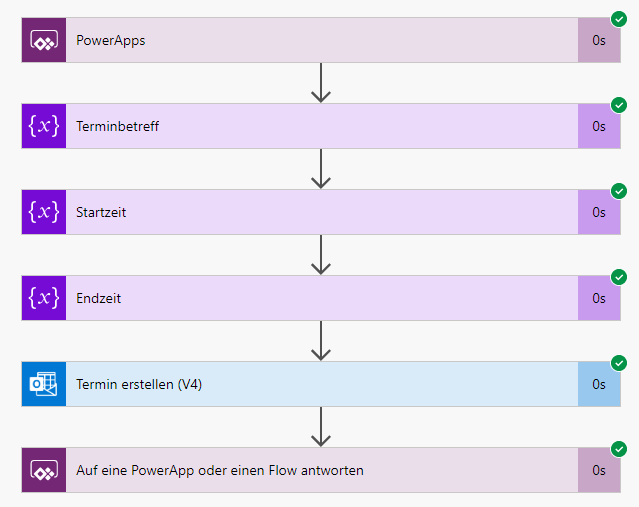 PowerApps 0s
{x} Terminbetreff 0s
{x} Startzeit 0s
{x} Endzeit 0s
Termin erstellen (V4) 0s
Auf eine PowerApp oder einen Flow antworten 0s